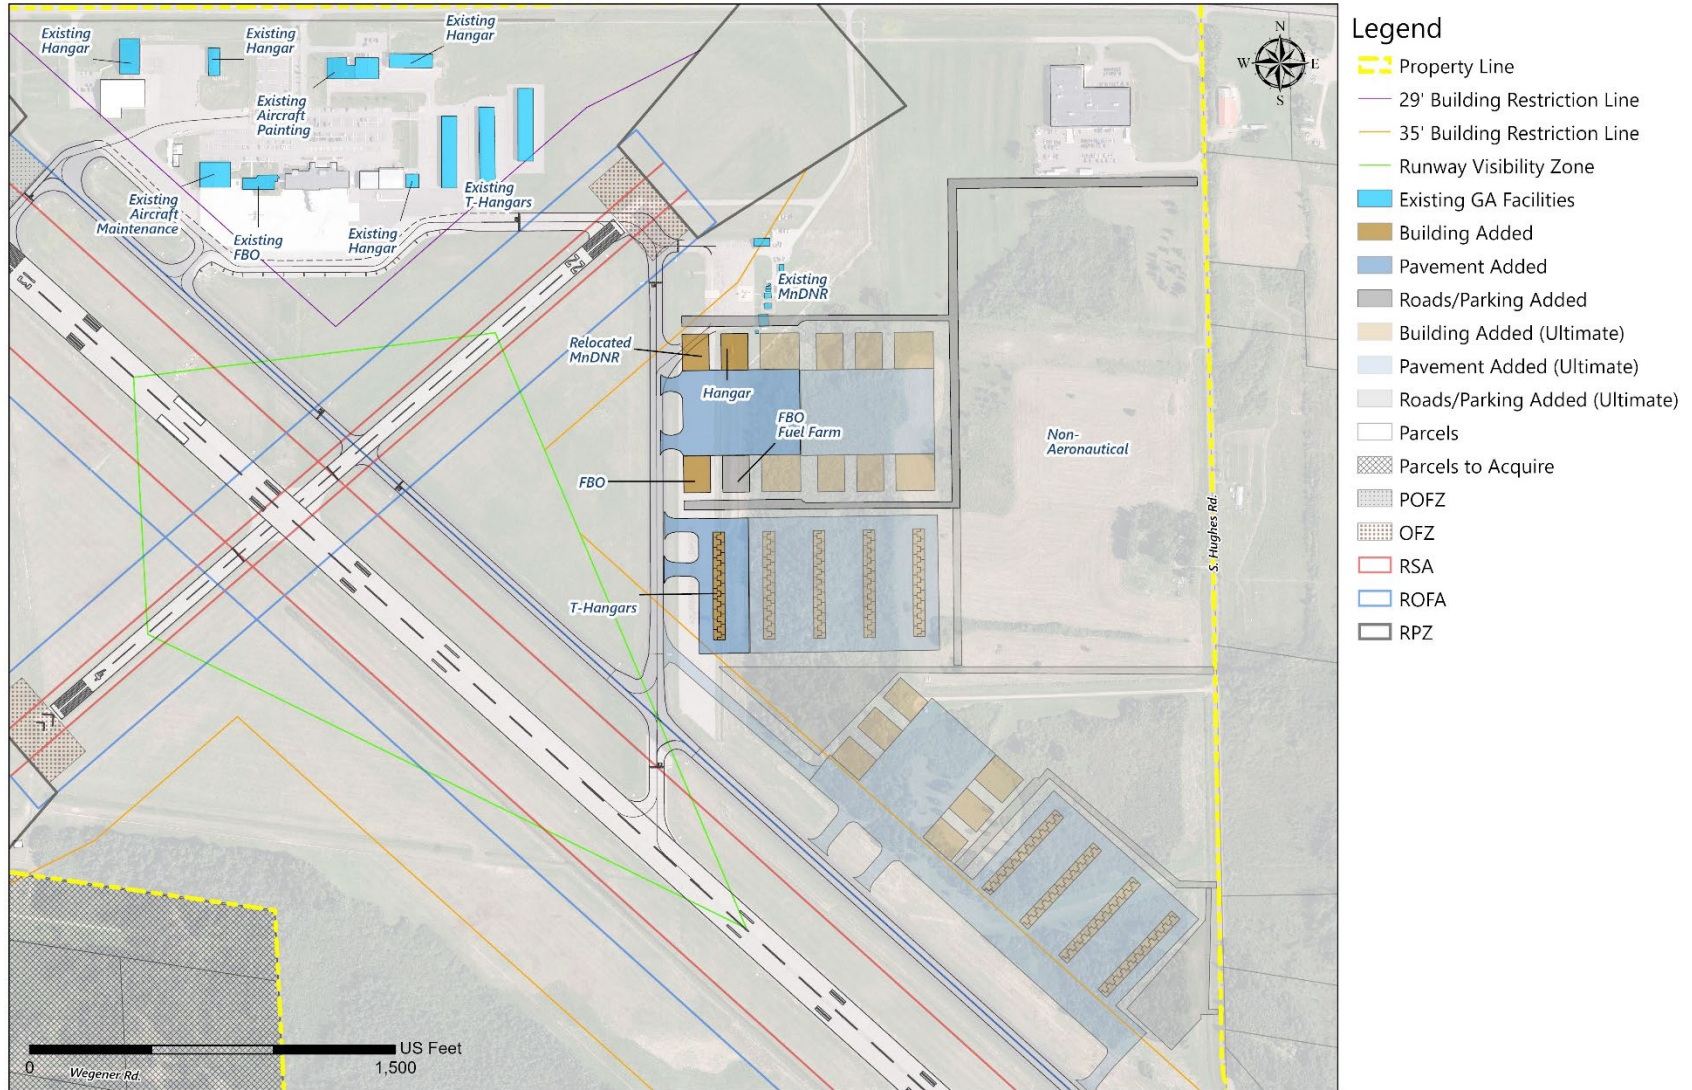 Existing
Hangar
Existing
Hangar
Existing
Hangar
Existing
Aircraft
Painting
Existing
Aircraft
Maintenance
Existing
FBO
Existing
Hangar
Existing
T-Hangars
N
W E
S
22
Existing
MnDNR
Relocated
MnDNR
Hangar
FBO
Fuel Farm
FBO
T-Hangars
Non-
Aeronautical
S. Hughes Rd.
4
0 1,500 US Feet
Wegener Rd.
Legend
Property Line
29' Building Restriction Line
35' Building Restriction Line
Runway Visibility Zone
Existing GA Facilities
Building Added
Pavement Added
Roads/Parking Added
Building Added (Ultimate)
Pavement Added (Ultimate)
Roads/Parking Added (Ultimate)
Parcels
Parcels to Acquire
POFZ
OFZ
RSA
ROFA
RPZ